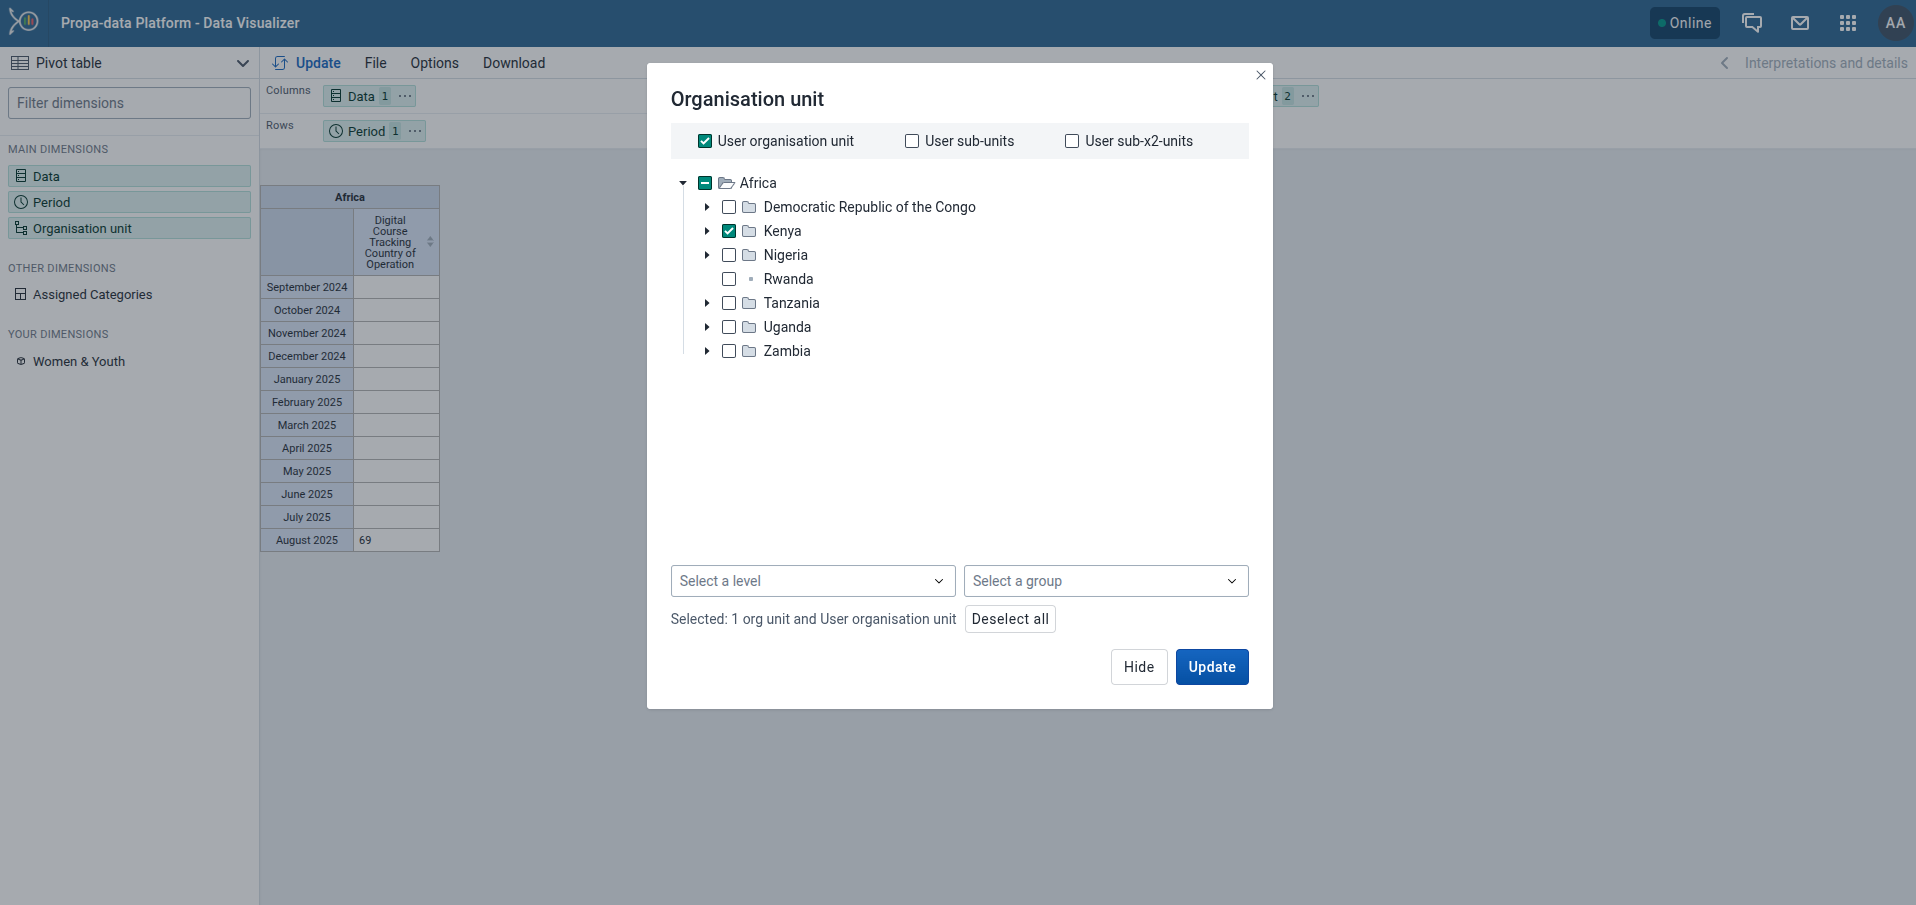 Propa-data Platform - Data Visualizer
Online
AA
Pivot table
Update
File
Options
Download
Interpretations and details
Filter dimensions
MAIN DIMENSIONS
Data
Period
Organisation unit
OTHER DIMENSIONS
Assigned Categories
YOUR DIMENSIONS
Women & Youth
Columns
Data 1 ...
t 2 ...
Rows
Period 1 ...
Africa
Digital
Course
Tracking
Country of
Operation
September 2024
October 2024
November 2024
December 2024
January 2025
February 2025
March 2025
April 2025
May 2025
June 2025
July 2025
August 2025 69
Organisation unit
User organisation unit
User sub-units
User sub-x2-units
Africa
Democratic Republic of the Congo
Kenya
Nigeria
Rwanda
Tanzania
Uganda
Zambia
Select a level
Select a group
Selected: 1 org unit and User organisation unit
Deselect all
Hide
Update